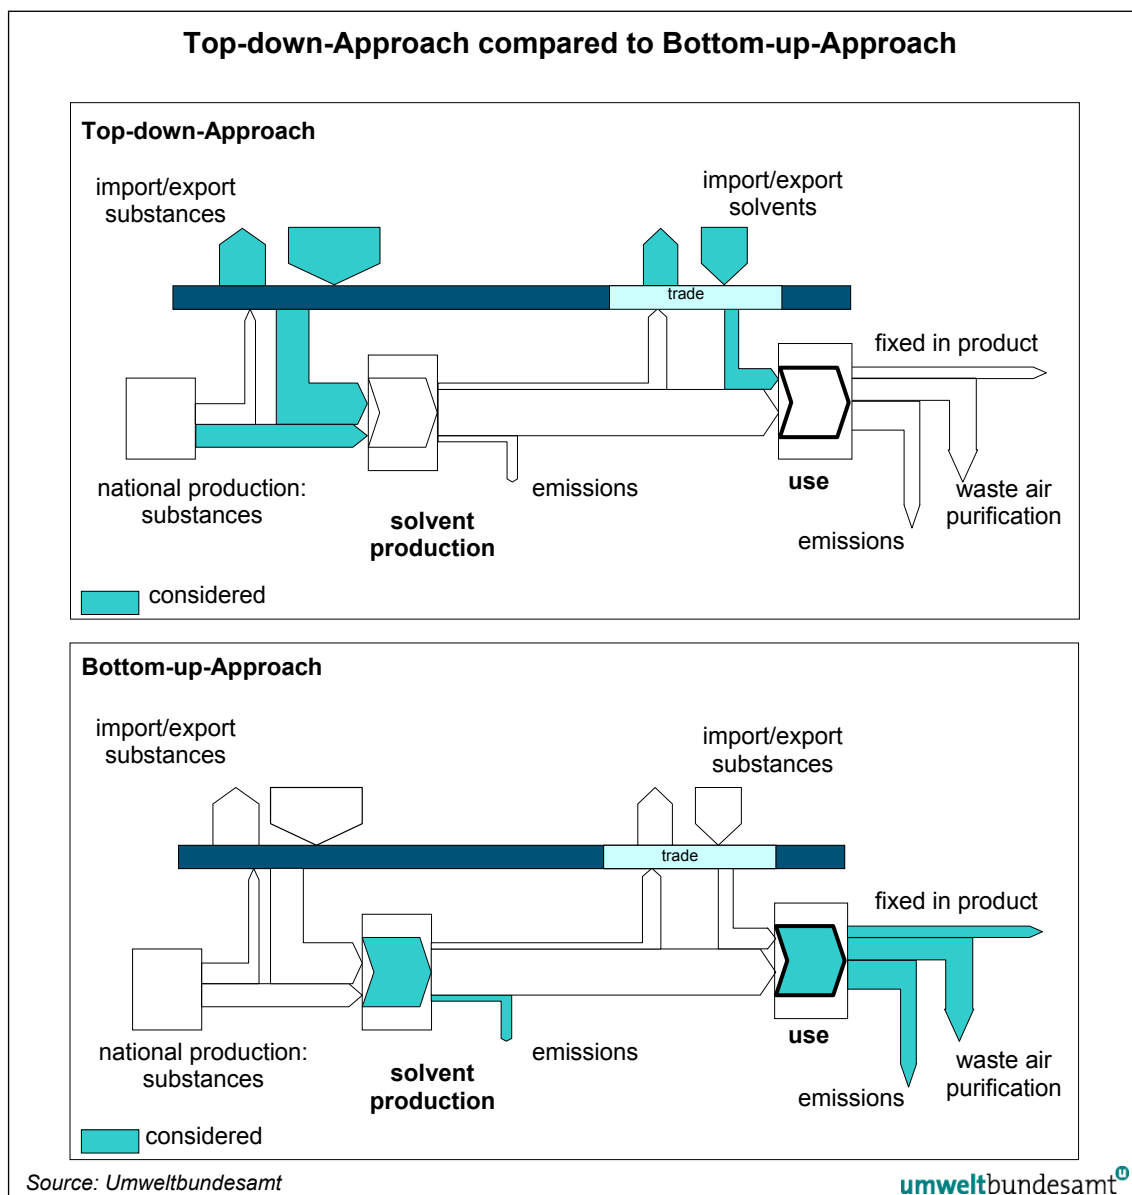 Top-down-Approach compared to Bottom-up-Approach
Top-down-Approach
import/export
substances
import/export
solvents
trade
fixed in product
national production:
substances
solvent
production
emissions
use
waste air
purification
emissions
considered
Bottom-up-Approach
import/export
substances
import/export
substances
trade
fixed in product
national production:
substances
solvent
production
emissions
use
waste air
purification
emissions
considered
Source: Umweltbundesamt
umweltbundesamt u